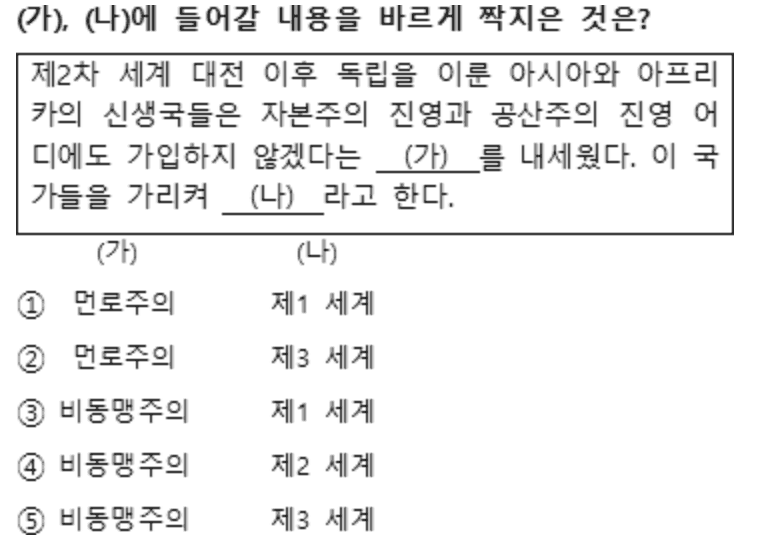 (가), (나)에 들어갈 내용을 바르게 짝지은 것은?
제2차 세계 대전 이후 독립을 이룬 아시아와 아프리
카의 신생국들은 자본주의 진영과 공산주의 진영 어
디에도 가입하지 않겠다는 (가) 를 내세웠다. 이 국
가들을 가리켜 (나) 라고 한다.
(가) (나)
① 먼로주의 제1 세계
② 먼로주의 제3 세계
③ 비동맹주의 제1 세계
④ 비동맹주의 제2 세계
⑤ 비동맹주의 제3 세계